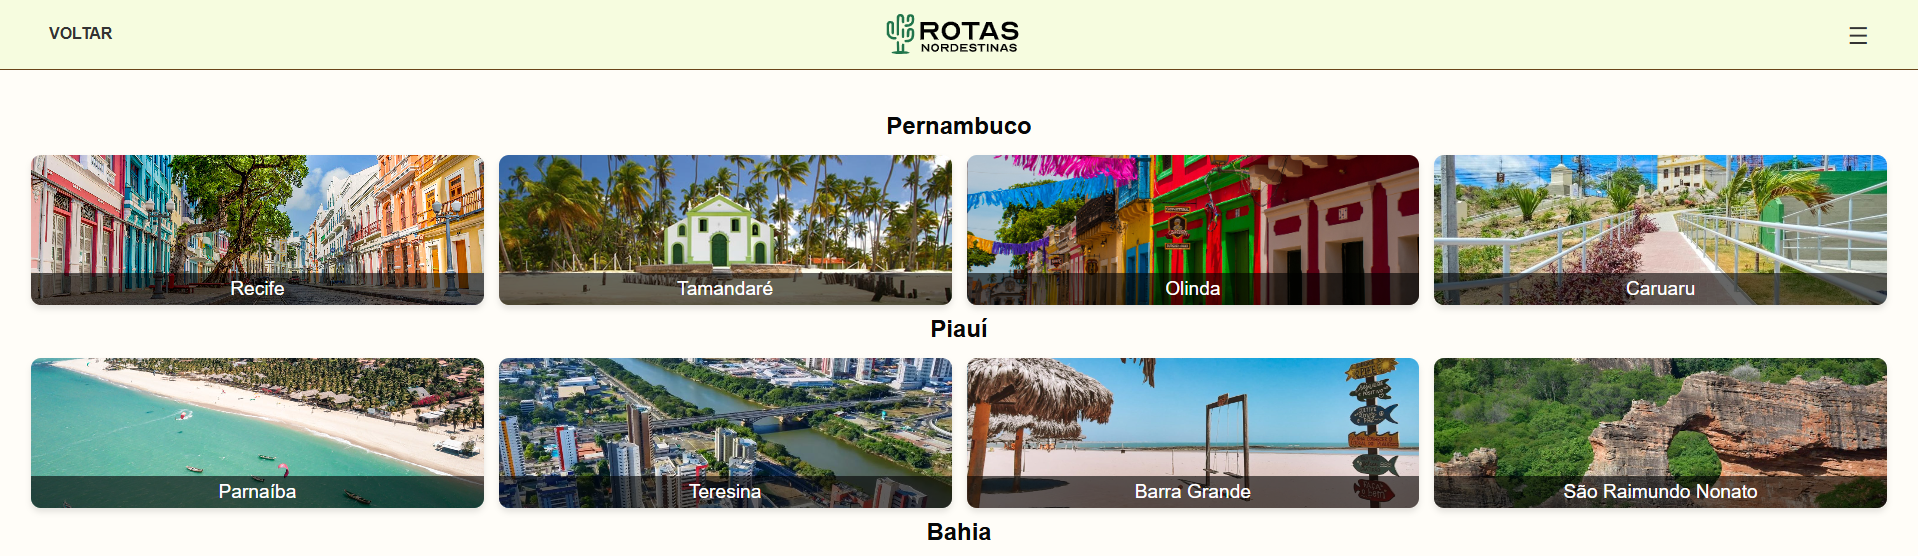 VOLTAR
ROTAS
NORDESTINAS
Pernambuco
Recife
Tamandaré
Olinda
Caruaru
Piauí
Parnaíba
Teresina
Barra Grande
São Raimundo Nonato
Bahia